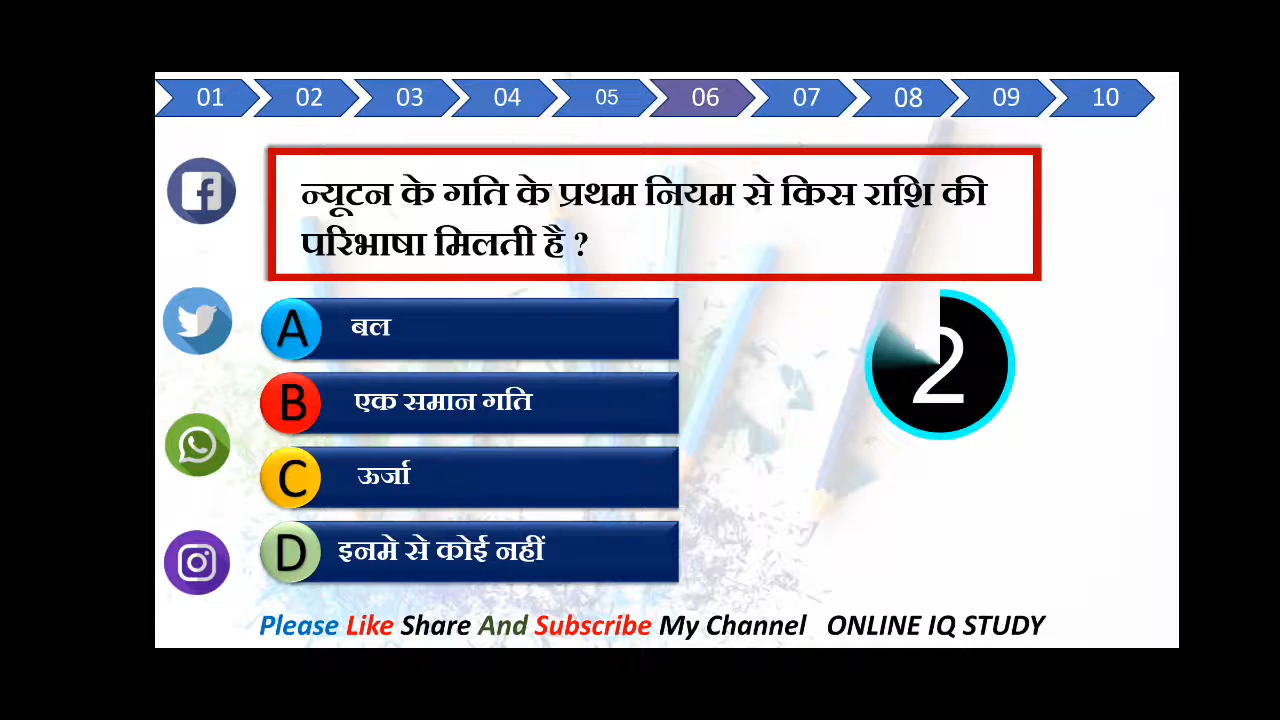 01 02 03 04 05 06 07 08 09 10
न्यूटन के गति के प्रथम नियम से किस राशि की
परिभाषा मिलती है ?
A बल
B एक समान गति
C ऊर्जा
D इनमे से कोई नहीं
2
Please Like Share And Subscribe My Channel ONLINE IQ STUDY